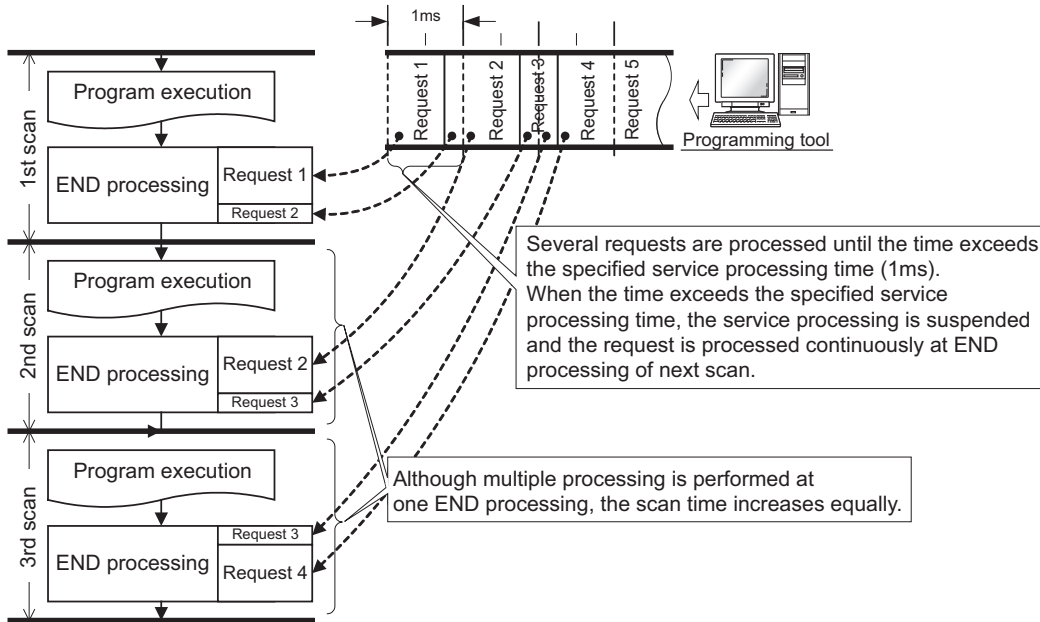 1ms
Request 1
Request 2
Request 3
Request 4
Request 5
Programming tool
1st scan
Program execution
END processing
Request 1
Request 2
2nd scan
Program execution
END processing
Request 2
Request 3
3rd scan
Program execution
END processing
Request 3
Request 4
Several requests are processed until the time exceeds
the specified service processing time (1ms).
When the time exceeds the specified service
processing time, the service processing is suspended
and the request is processed continuously at END
processing of next scan.
Although multiple processing is performed at
one END processing, the scan time increases equally.